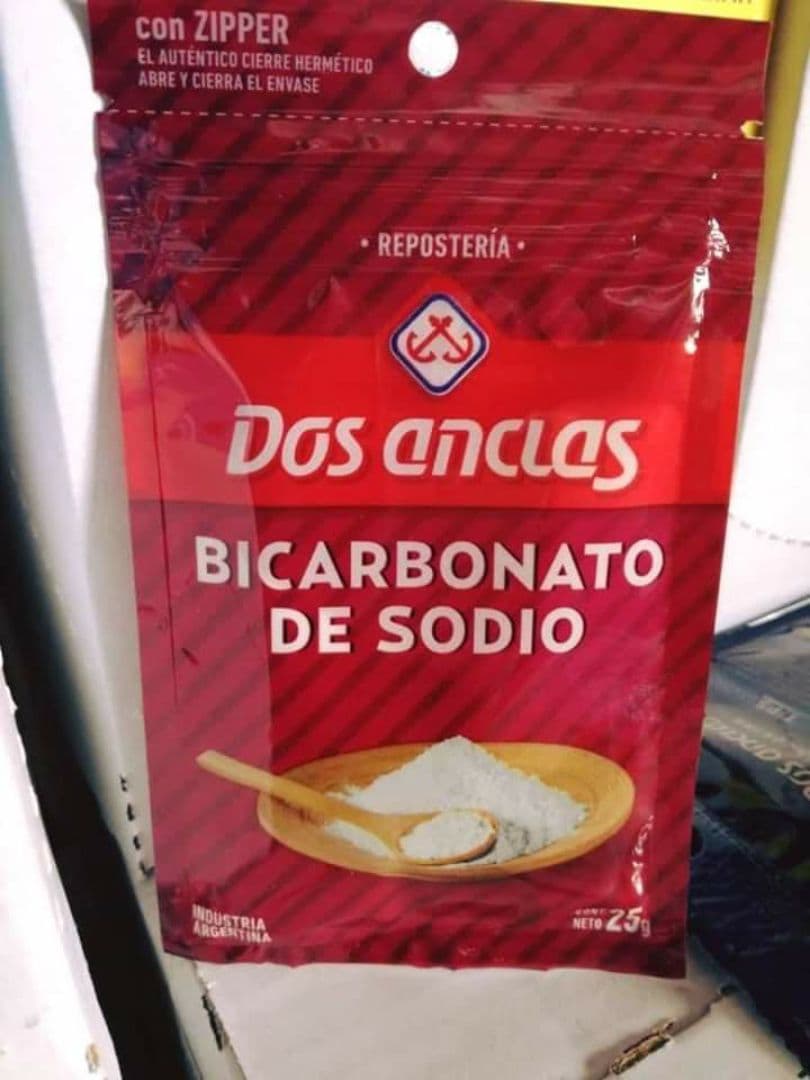 con ZIPPER
EL AUTÉNTICO CIERRE HERMÉTICO
ABRE Y CIERRA EL ENVASE
• REPOSTERÍA •
Dos anclas
BICARBONATO
DE SODIO
INDUSTRIA
ARGENTINA
CONT.
NETO 25g